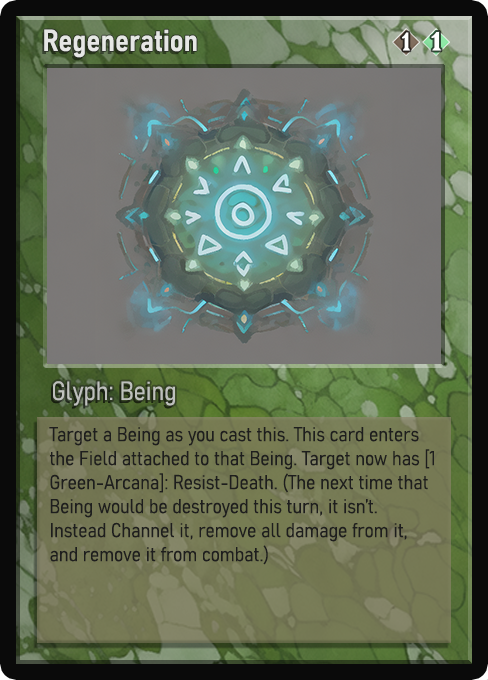 Regeneration 1 1
Glyph: Being
Target a Being as you cast this. This card enters
the Field attached to that Being. Target now has [1
Green-Arcana]: Resist-Death. (The next time that
Being would be destroyed this turn, it isn't.
Instead Channel it, remove all damage from it,
and remove it from combat.)